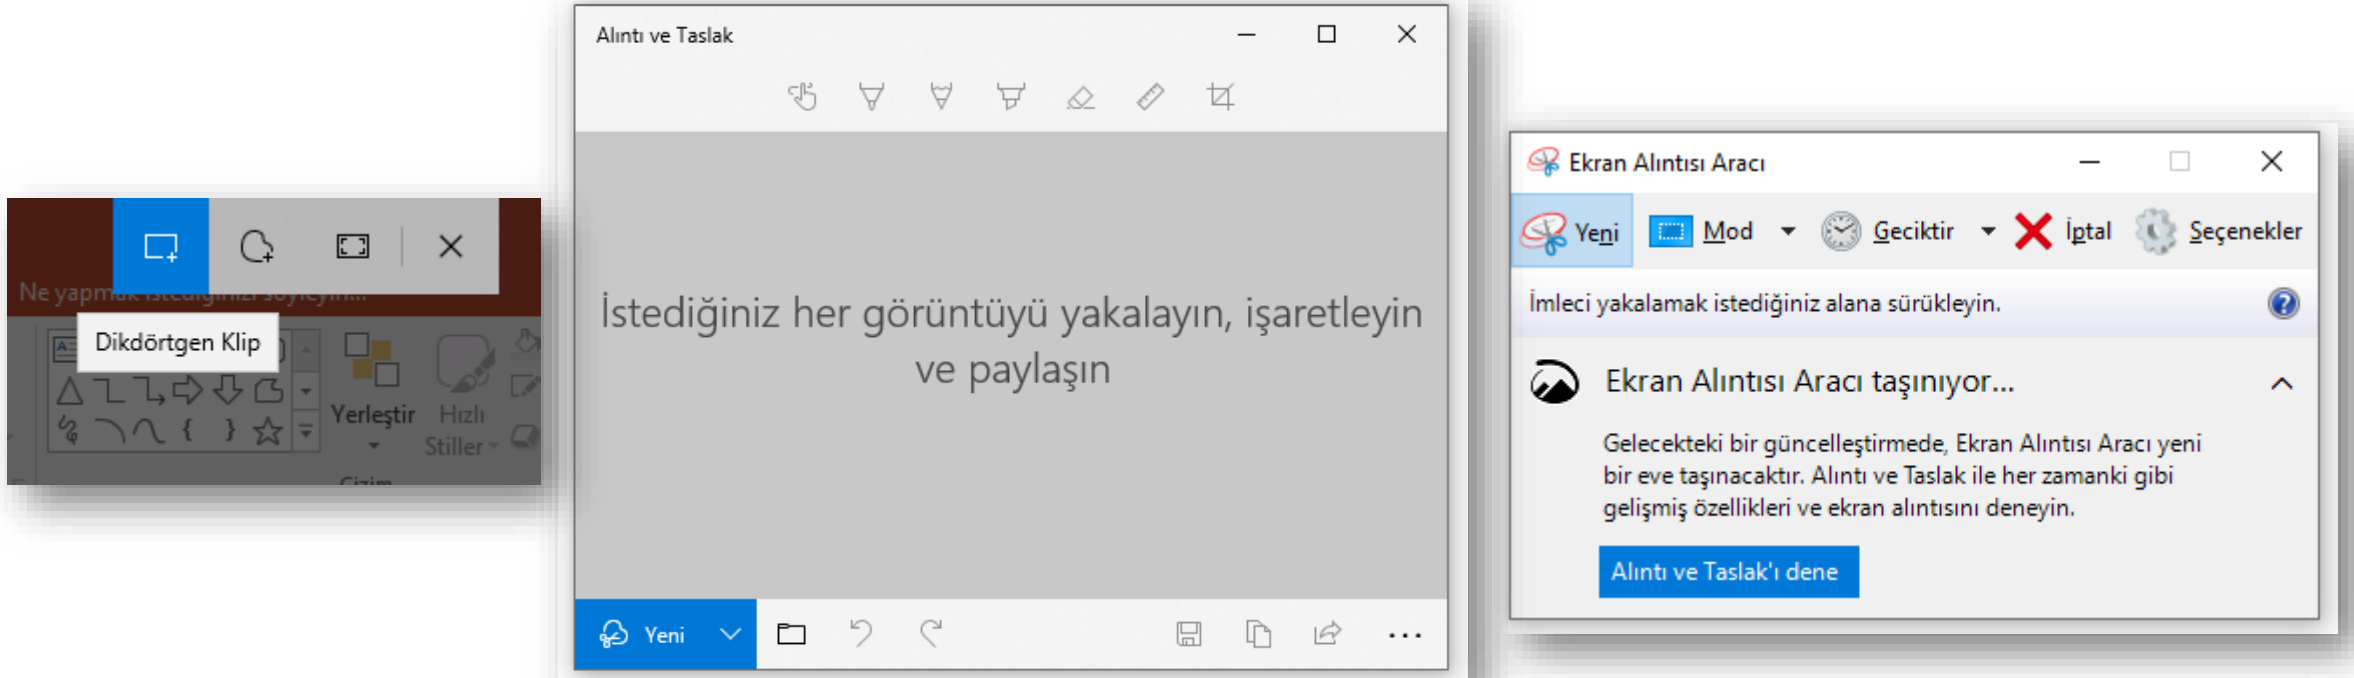 Ne yapmak istediğinizi söyleyin...
Dikdörtgen Klip
Yerleştir
Hızlı
Stiller
Çizim
Alıntı ve Taslak
İstediğiniz her görüntüyü yakalayın, işaretleyin
ve paylaşın
Yeni
Ekran Alıntısı Aracı
Yeni Mod Geciktir İptal Seçenekler
İmleci yakalamak istediğiniz alana sürükleyin.
Ekran Alıntısı Aracı taşınıyor...
Gelecekteki bir güncelleştirmede, Ekran Alıntısı Aracı yeni
bir eve taşınacaktır. Alıntı ve Taslak ile her zamanki gibi
gelişmiş özellikleri ve ekran alıntısını deneyin.
Alıntı ve Taslak'ı dene